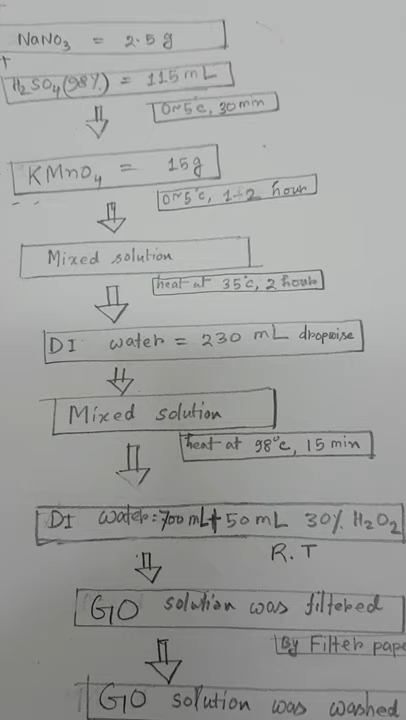 NaNO3 = 2.5 g
+
H2SO4 (98%) = 115 mL
0~5°c, 30 min
KMnO4 = 15g
0~5°c, 1~2 hour
Mixed solution
heat at 35°c, 2 hours
DI water = 230 mL dropwise
Mixed solution
heat at 98°c, 15 min
DI water = 700 mL + 50 mL 30% H2O2
R.T
GO solution was filtered
By Filter pape
GO solution was washed